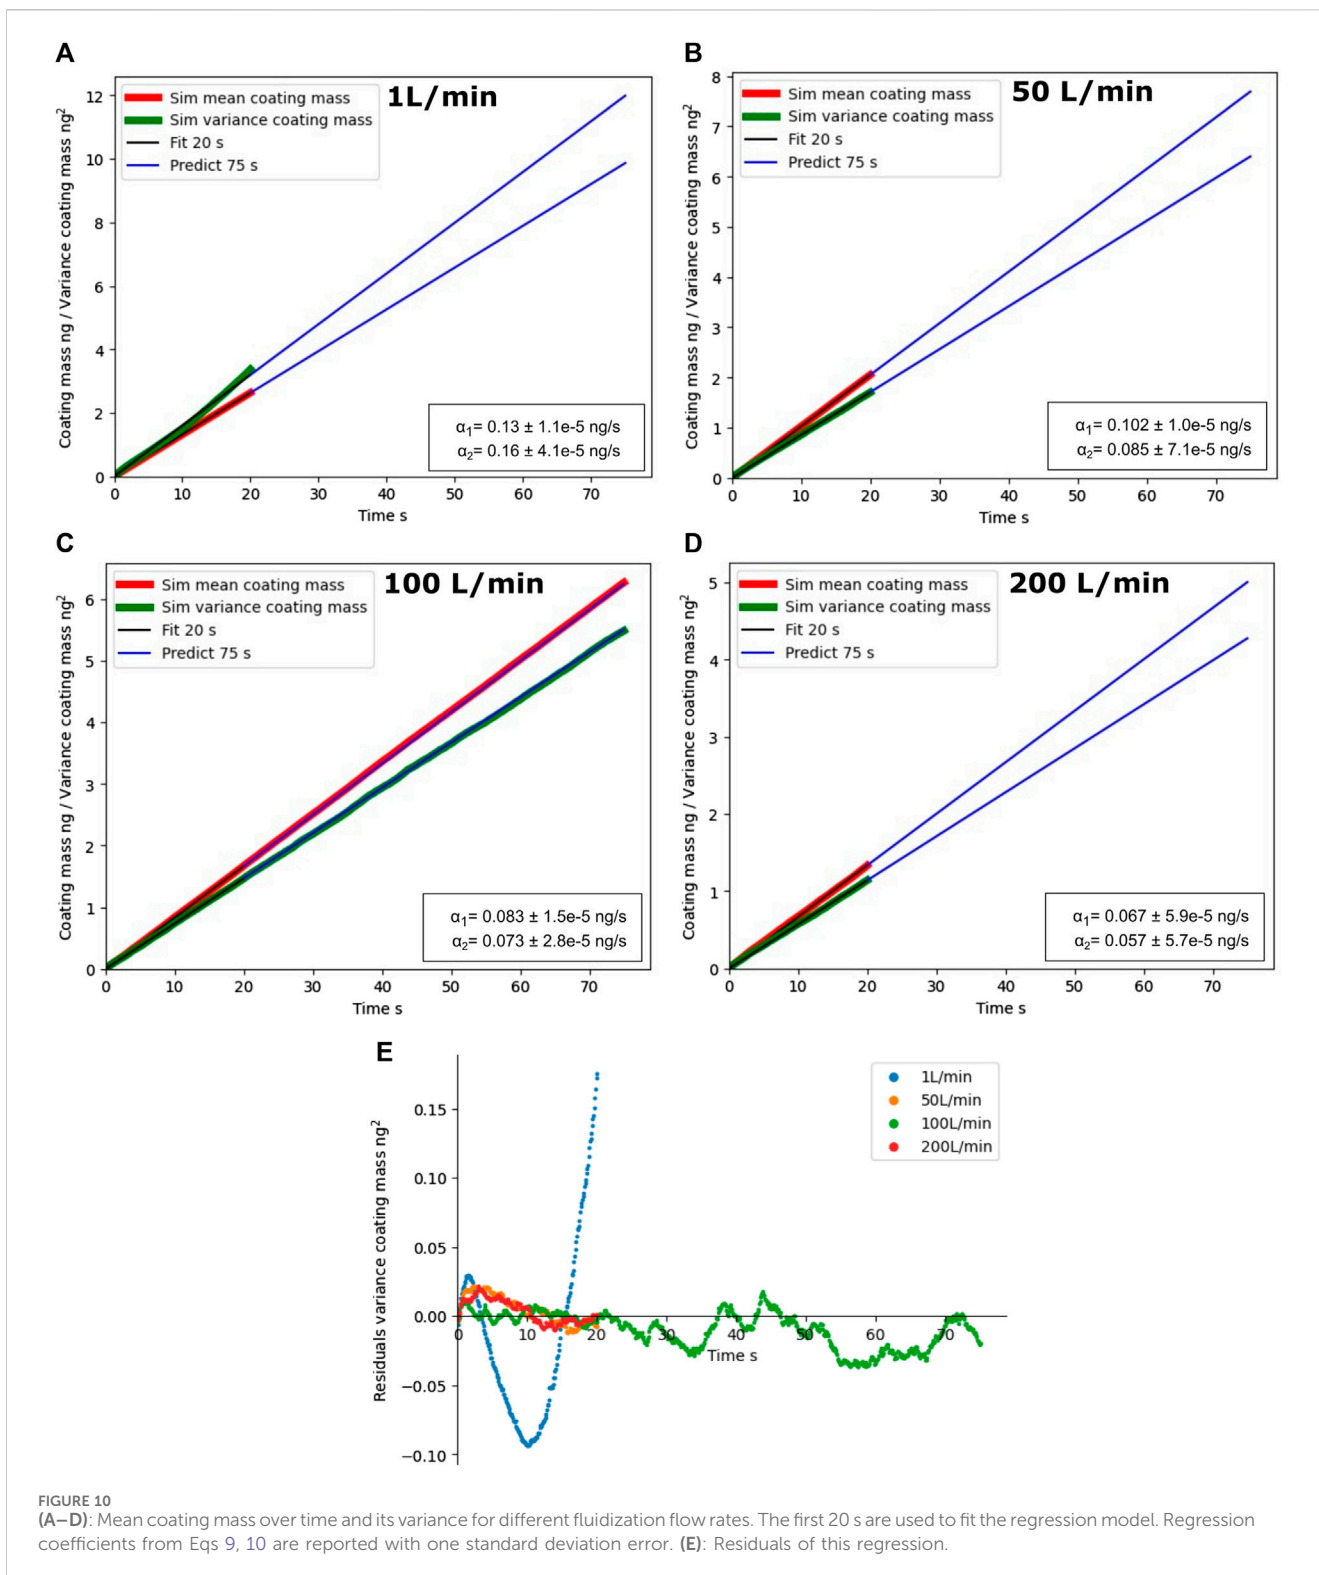 A
1L/min
Sim mean coating mass
Sim variance coating mass
Fit 20 s
Predict 75 s
Coating mass ng / Variance coating mass ng²
12
10
8
6
4
2
0
α₁= 0.13 ± 1.1e-5 ng/s
α₂= 0.16 ± 4.1e-5 ng/s
0 10 20 30 40 50 60 70
Time s
B
50 L/min
Sim mean coating mass
Sim variance coating mass
Fit 20 s
Predict 75 s
Coating mass ng / Variance coating mass ng²
8
7
6
5
4
3
2
1
0
α₁= 0.102 ± 1.0e-5 ng/s
α₂= 0.085 ± 7.1e-5 ng/s
0 10 20 30 40 50 60 70
Time s
C
100 L/min
Sim mean coating mass
Sim variance coating mass
Fit 20 s
Predict 75 s
Coating mass ng / Variance coating mass ng²
6
5
4
3
2
1
0
α₁= 0.083 ± 1.5e-5 ng/s
α₂= 0.073 ± 2.8e-5 ng/s
0 10 20 30 40 50 60 70
Time s
D
200 L/min
Sim mean coating mass
Sim variance coating mass
Fit 20 s
Predict 75 s
Coating mass ng / Variance coating mass ng²
5
4
3
2
1
0
α₁= 0.067 ± 5.9e-5 ng/s
α₂= 0.057 ± 5.7e-5 ng/s
0 10 20 30 40 50 60 70
Time s
E
1L/min
50L/min
100L/min
200L/min
Residuals variance coating mass ng²
0.15
0.10
0.05
0.00
−0.05
−0.10
0 10 20 30 40 50 60 70
Time s
FIGURE 10
(A–D): Mean coating mass over time and its variance for different fluidization flow rates. The first 20 s are used to fit the regression model. Regression
coefficients from Eqs 9, 10 are reported with one standard deviation error. (E): Residuals of this regression.